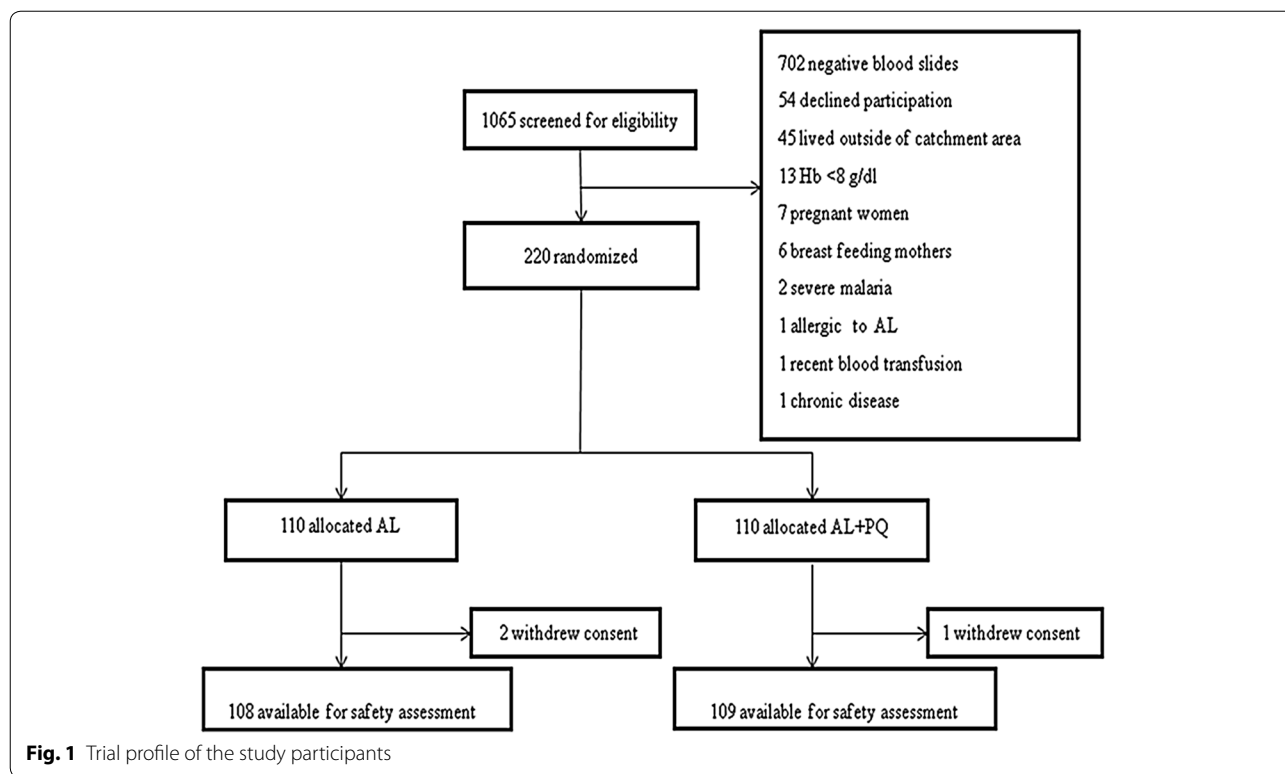 1065 screened for eligibility
702 negative blood slides
54 declined participation
45 lived outside of catchment area
13 Hb <8 g/dl
7 pregnant women
6 breast feeding mothers
2 severe malaria
1 allergic to AL
1 recent blood transfusion
1 chronic disease
220 randomized
110 allocated AL
110 allocated AL+PQ
2 withdrew consent
1 withdrew consent
108 available for safety assessment
109 available for safety assessment
Fig. 1 Trial profile of the study participants